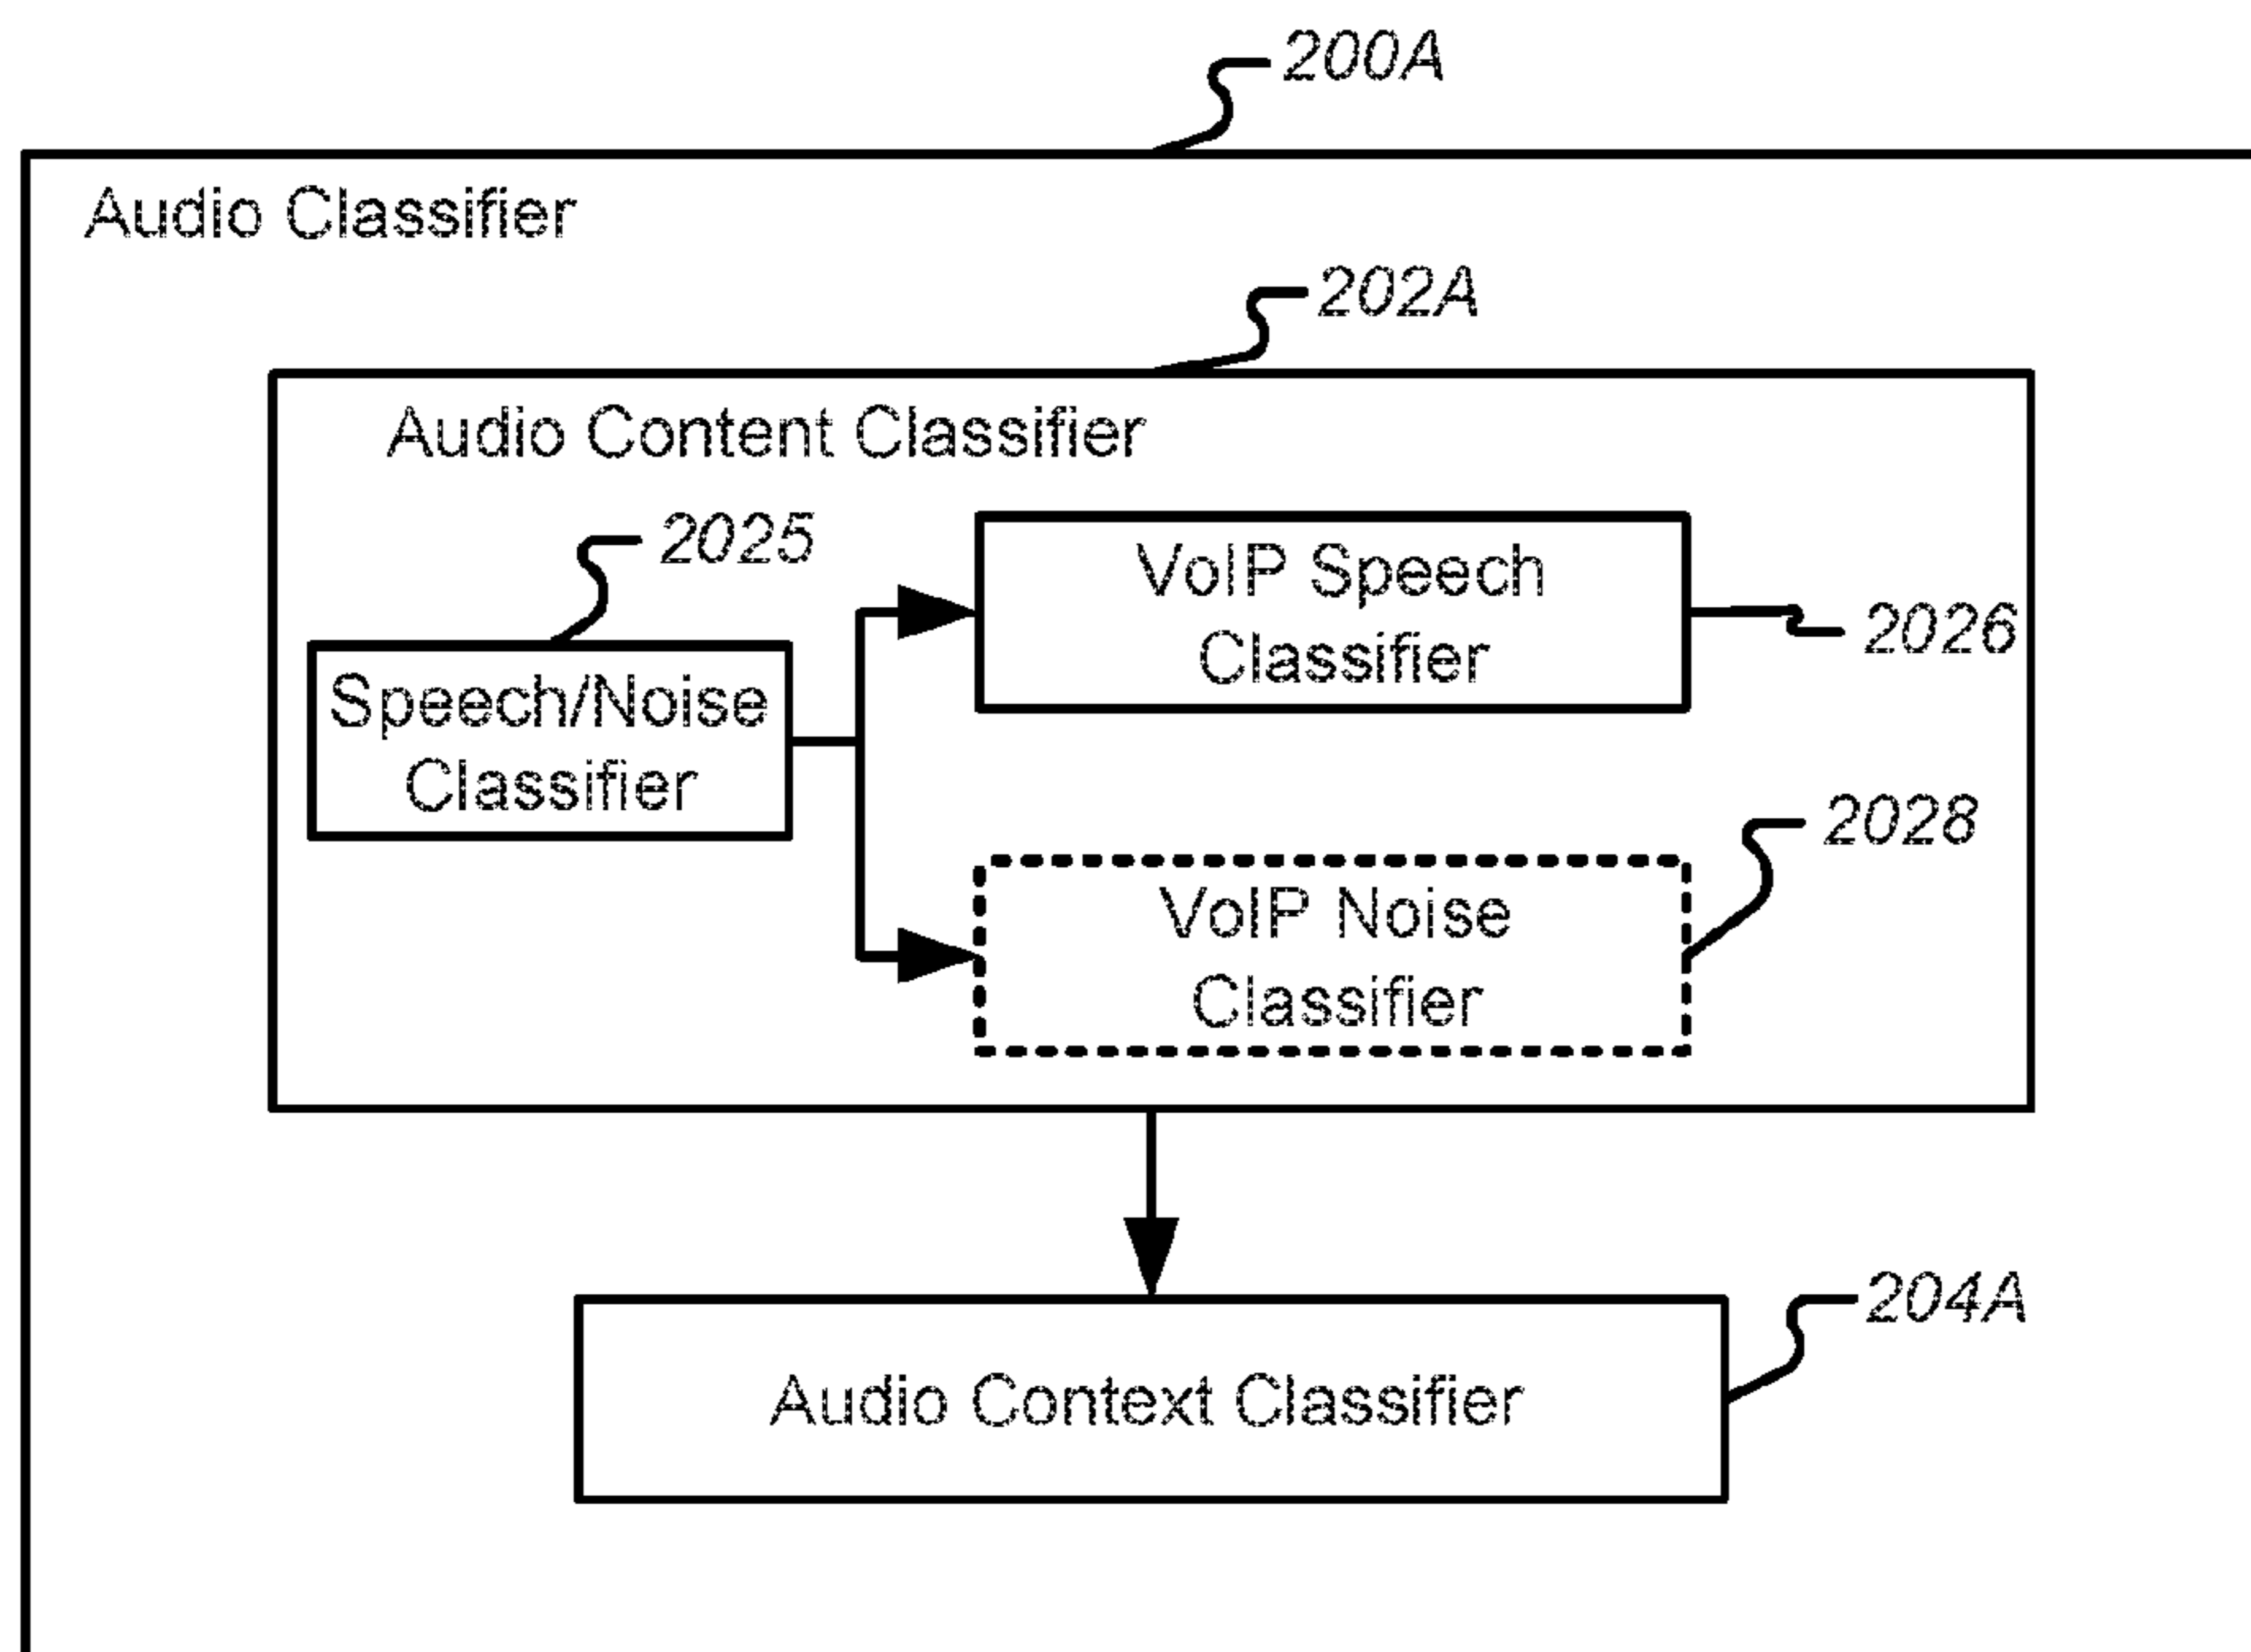 200A
Audio Classifier
202A
Audio Content Classifier
2025
VoIP Speech
Classifier
2026
Speech/Noise
Classifier
2028
VoIP Noise
Classifier
204A
Audio Context Classifier